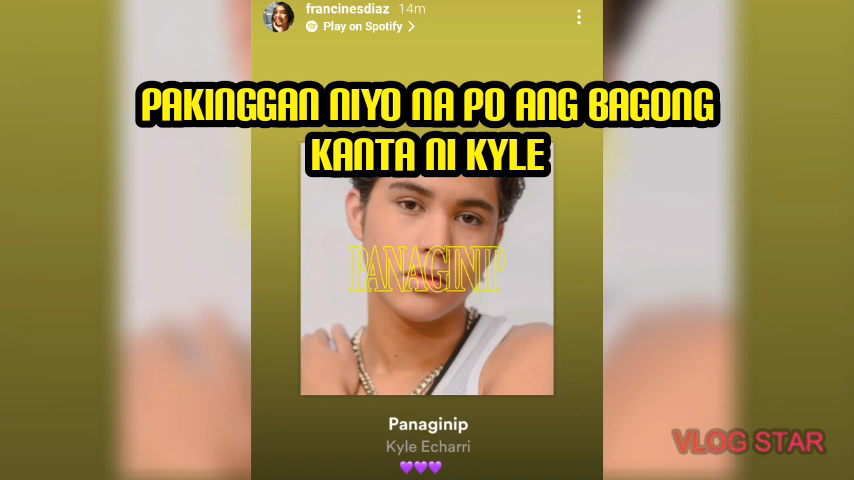 francinesdiaz 14m
Play on Spotify
PAKINGGAN NIYO NA PO ANG BAGONG
KANTA NI KYLE
PANAGINIP
Panaginip
Kyle Echarri
VLOG STAR